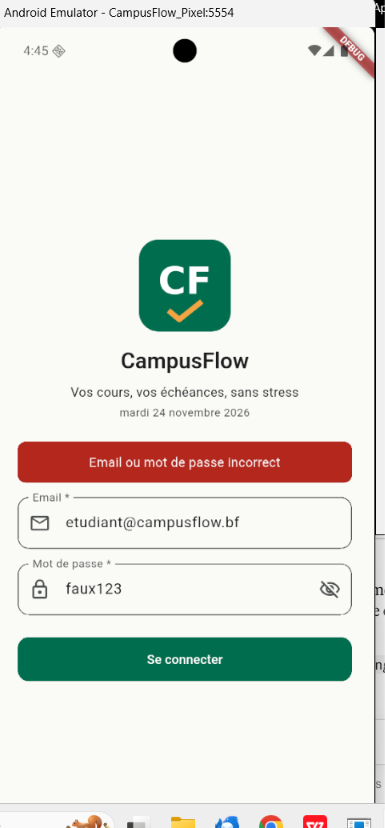 Android Emulator - CampusFlow_Pixel:5554
4:45
DEBUG
CF
CampusFlow
Vos cours, vos échéances, sans stress
mardi 24 novembre 2026
Email ou mot de passe incorrect
Email *
etudiant@campusflow.bf
Mot de passe *
faux123
Se connecter